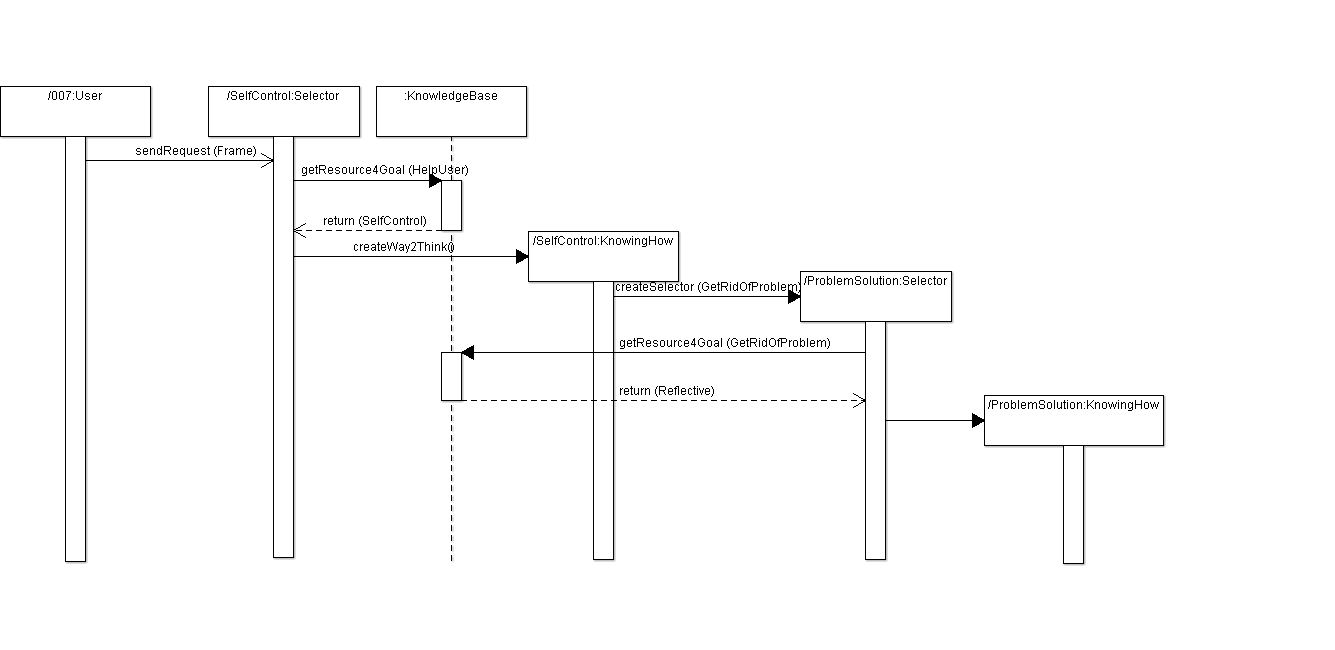 /007:User
/SelfControl:Selector
:KnowledgeBase
sendRequest (Frame)
getResource4Goal (HelpUser)
return (SelfControl)
createWay2Think()
/SelfControl:KnowingHow
createSelector (GetRidOfProblem)
/ProblemSolution:Selector
getResource4Goal (GetRidOfProblem)
return (Reflective)
/ProblemSolution:KnowingHow